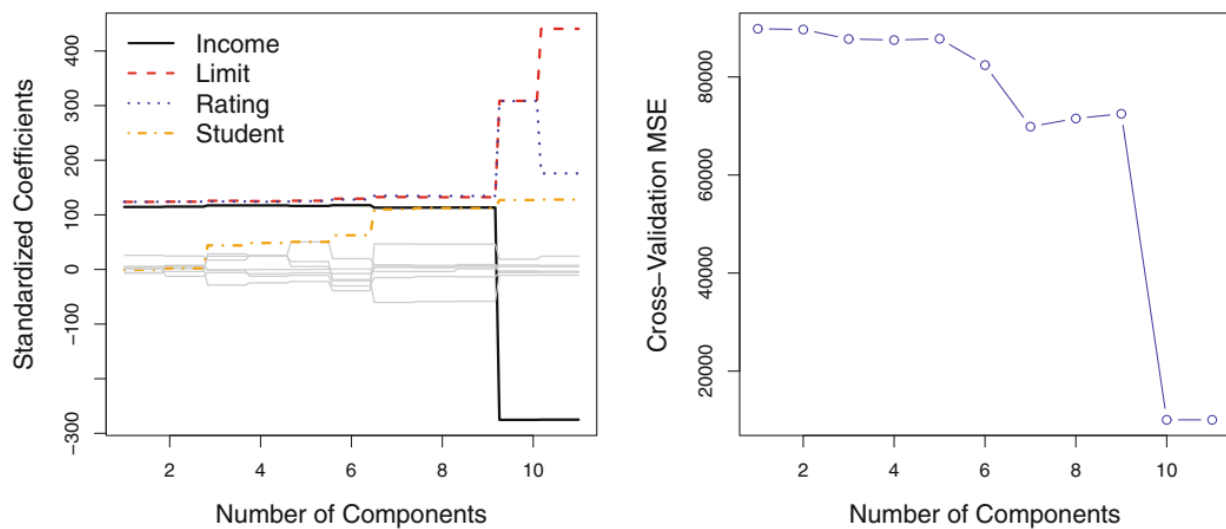 Income
Limit
Rating
Student
Standardized Coefficients
-300
-100
0
100
200
300
400
2
4
6
8
10
Number of Components
Cross−Validation MSE
20000
40000
60000
80000
2
4
6
8
10
Number of Components